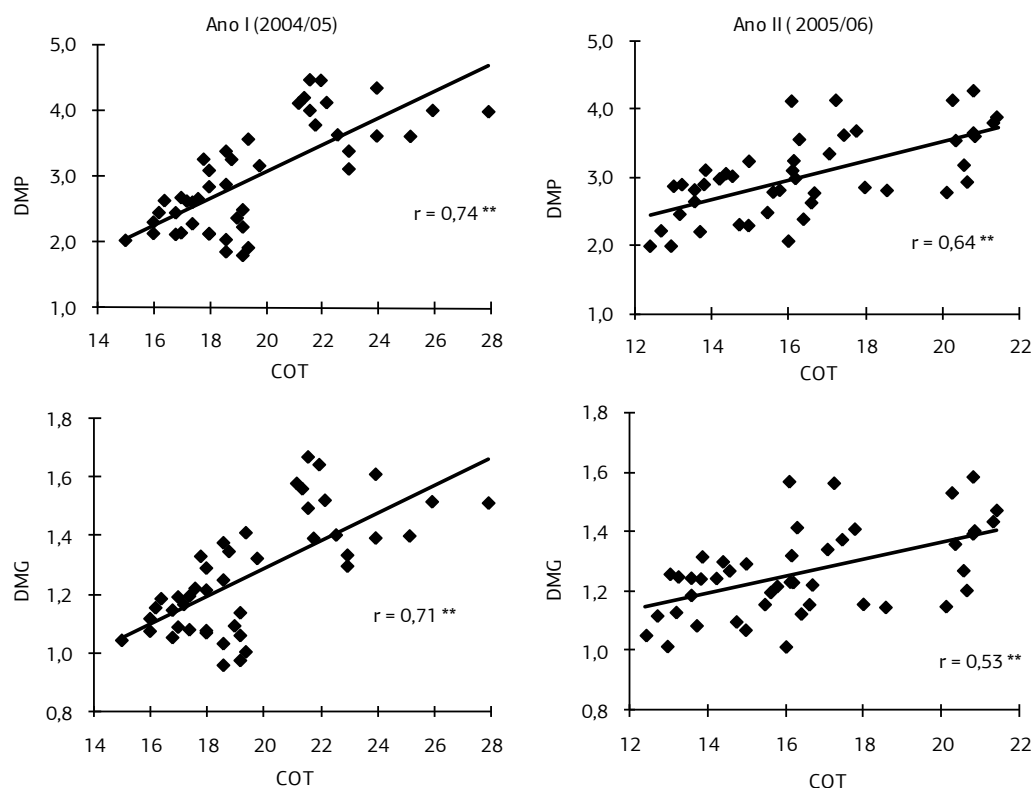 Ano I (2004/05)
5,0
4,0
3,0
2,0
1,0
DMP
r = 0,74 **
14 16 18 20 22 24 26 28
COT
Ano II ( 2005/06)
5,0
4,0
3,0
2,0
1,0
DMP
r = 0,64 **
12 14 16 18 20 22
COT
1,8
1,6
1,4
1,2
1,0
0,8
DMG
r = 0,71 **
14 16 18 20 22 24 26 28
COT
1,8
1,6
1,4
1,2
1,0
0,8
DMG
r = 0,53 **
12 14 16 18 20 22
COT